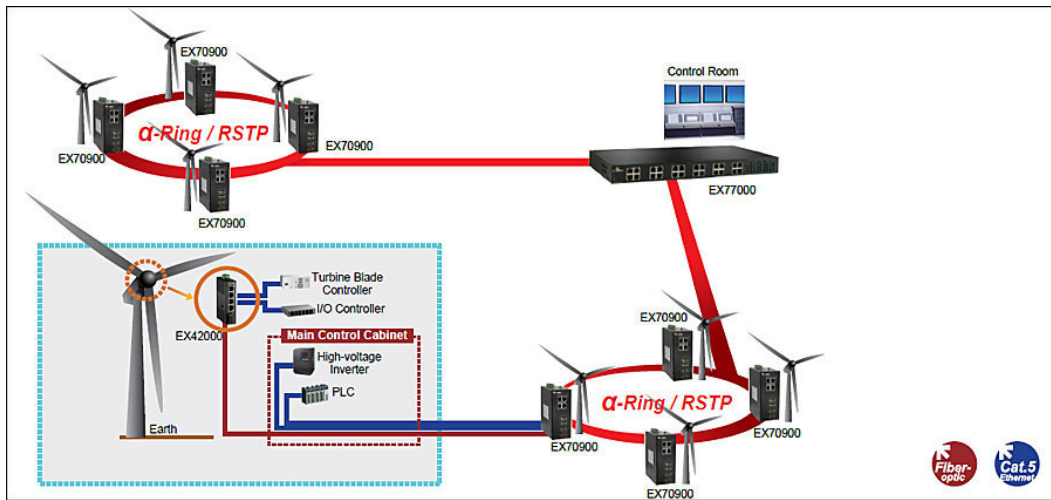 EX70900
Control Room
α-Ring / RSTP
EX70900
EX70900
EX77000
EX70900
Turbine Blade
Controller
I/O Controller
EX42000
Main Control Cabinet
High-voltage
Inverter
PLC
Earth
EX70900
α-Ring / RSTP
EX70900
EX70900
EX70900
Fiber-
optic
Cat.5
Ethernet